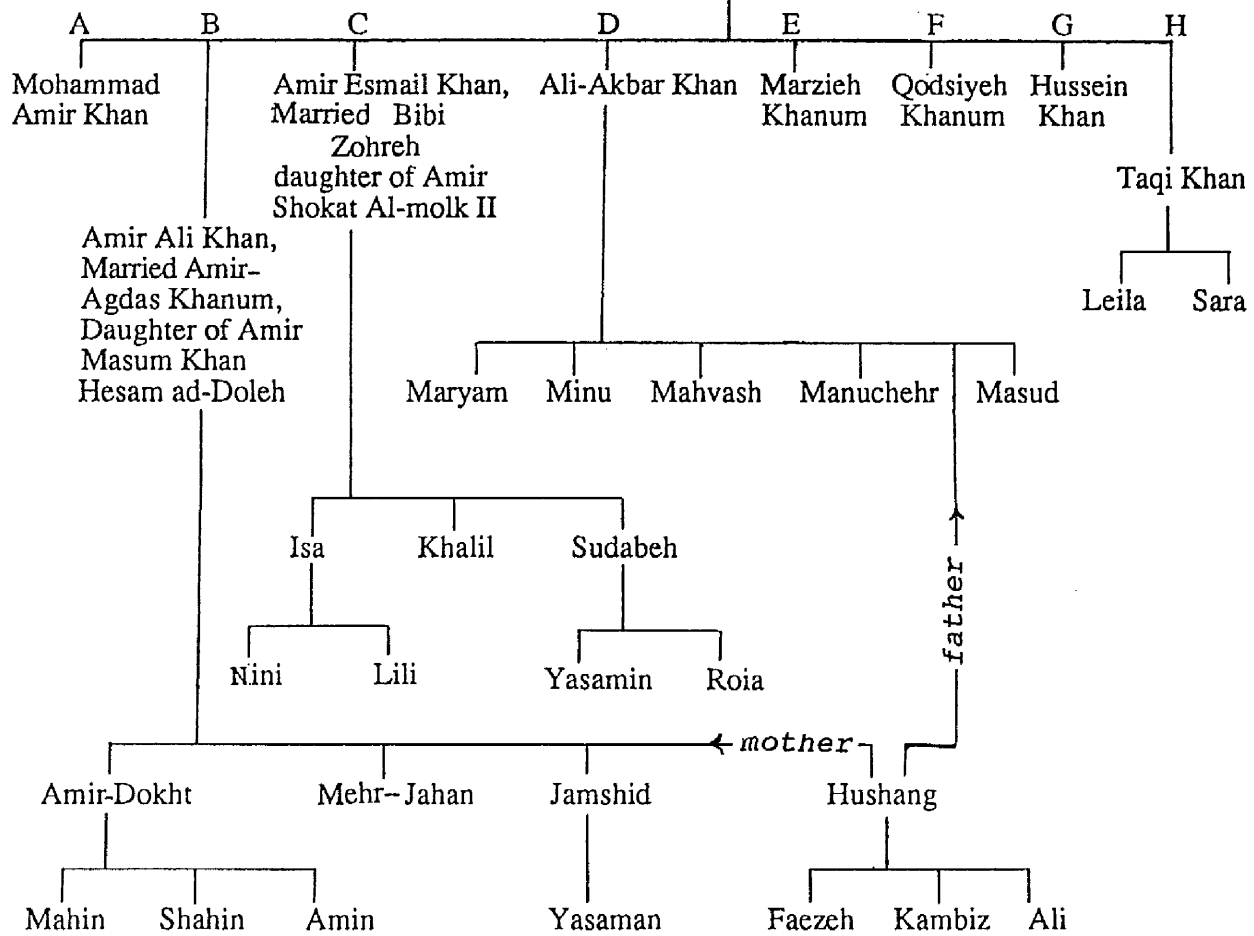 A B C D E F G H
Mohammad
Amir Khan
Amir Esmail Khan,
Married Bibi
Zohreh
daughter of Amir
Shokat Al-molk II
Ali-Akbar Khan
Marzieh
Khanum
Qodsiyeh
Khanum
Hussein
Khan
Taqi Khan
Leila Sara
Amir Ali Khan,
Married Amir-
Agdas Khanum,
Daughter of Amir
Masum Khan
Hesam ad-Doleh
Maryam Minu Mahvash Manuchehr Masud
Isa Khalil Sudabeh
father
Nini Lili Yasamin Roia
mother
Amir-Dokht Mehr-Jahan Jamshid Hushang
Mahin Shahin Amin Yasaman Faezeh Kambiz Ali